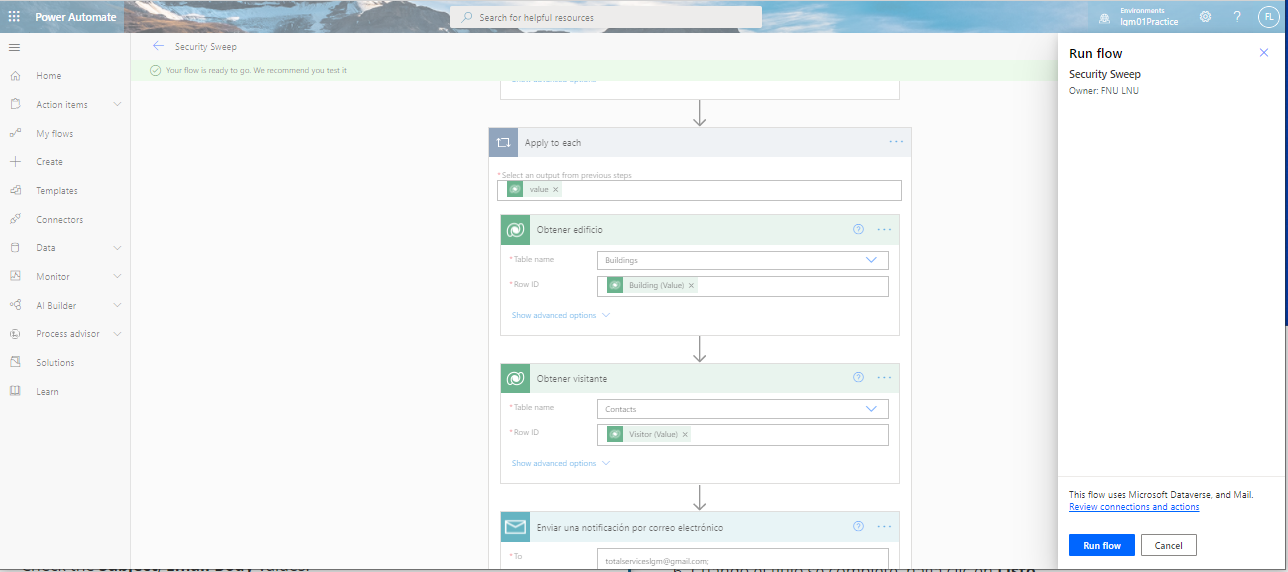 Power Automate
Search for helpful resources
Environments
lqm01Practice
FL
Security Sweep
Your flow is ready to go. We recommend you test it
Home
Action items
My flows
Create
Templates
Connectors
Data
Monitor
AI Builder
Process advisor
Solutions
Learn
Apply to each
* Select an output from previous steps
value
Obtener edificio
* Table name
Buildings
* Row ID
Building (Value)
Show advanced options
Obtener visitante
* Table name
Contacts
* Row ID
Visitor (Value)
Show advanced options
Enviar una notificación por correo electrónico
* To
totalserviceslgm@gmail.com;
Run flow
Security Sweep
Owner: FNU LNU
This flow uses Microsoft Dataverse, and Mail.
Review connections and actions
Run flow
Cancel